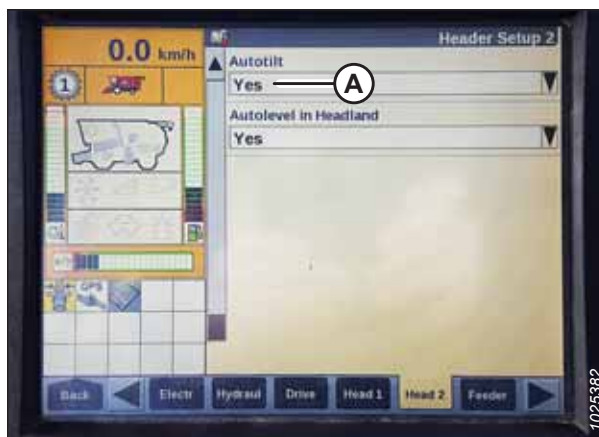 0.0 km/h
Header Setup 2
1
Autotilt
Yes
A
Autolevel in Headland
Yes
GPS
Back
Electr
Hydraul
Drive
Head 1
Head 2
Feeder
1025382